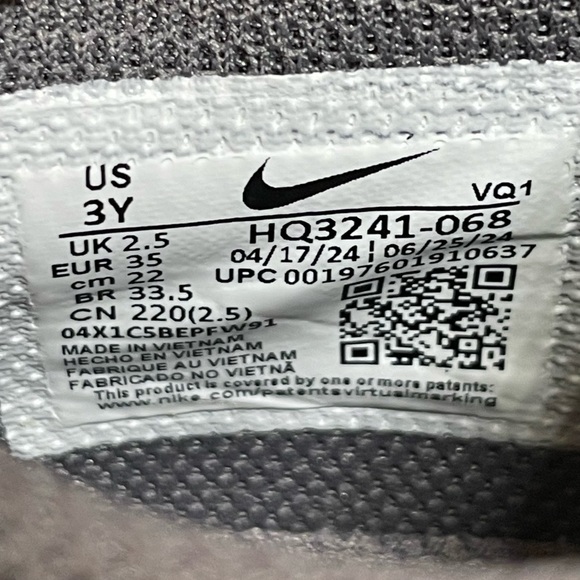 US
3Y
VQ1
UK 2.5
EUR 35
cm 22
BR 33.5
CN 220(2.5)
HQ3241-068
04/17/24 | 06/25/24
UPC 00197601910637
04X1C5BEPFW91
MADE IN VIETNAM
HECHO EN VIETNAM
FABRIQUE AU VIETNAM
FABRICADO NO VIETNÃ
This product is covered by one or more patents:
www.nike.com/patentsvirtualmarking